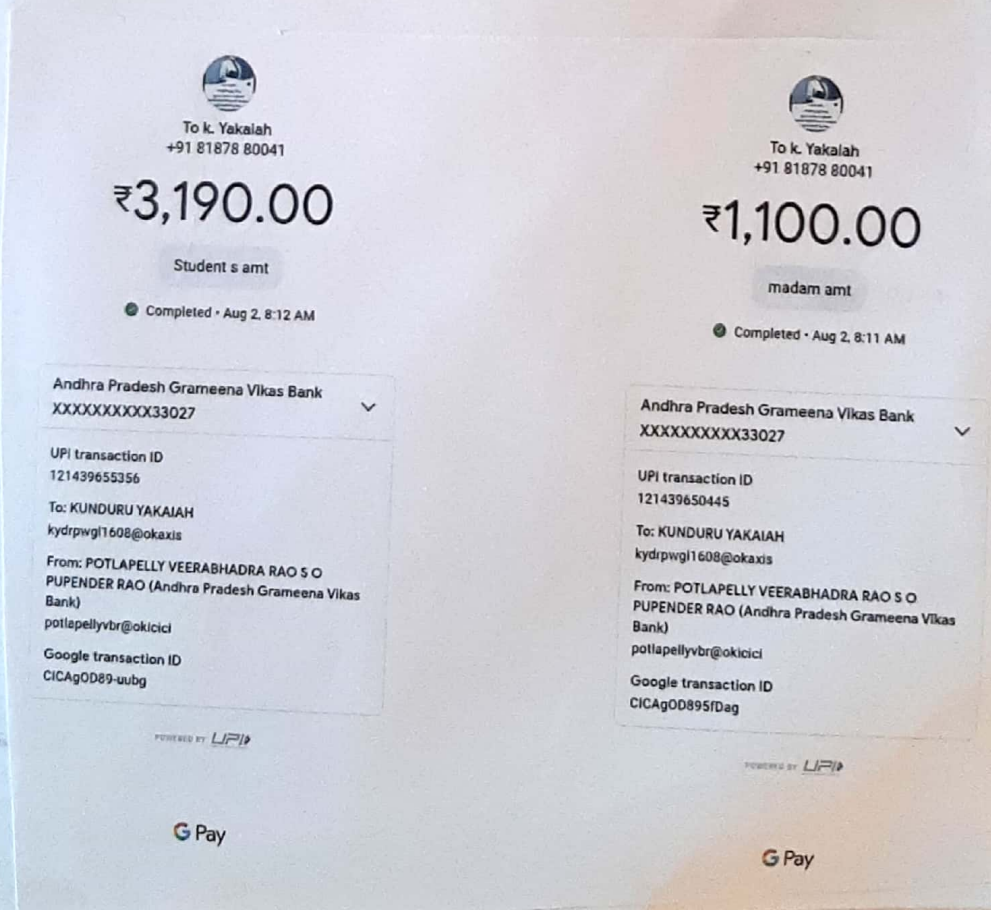 To k. Yakaiah
+91 81878 80041
₹3,190.00
Student s amt
Completed • Aug 2, 8:12 AM
Andhra Pradesh Grameena Vikas Bank
XXXXXXXXXX33027
UPI transaction ID
121439655356
To: KUNDURU YAKAIAH
kydrpwgl1608@okaxis
From: POTLAPELLY VEERABHADRA RAO S O
PUPENDER RAO (Andhra Pradesh Grameena Vikas
Bank)
potlapellyvbr@okicici
Google transaction ID
CICAgOD89-uubg
POWERED BY UPI
G Pay
To k. Yakaiah
+91 81878 80041
₹1,100.00
madam amt
Completed • Aug 2, 8:11 AM
Andhra Pradesh Grameena Vikas Bank
XXXXXXXXXX33027
UPI transaction ID
121439650445
To: KUNDURU YAKAIAH
kydrpwgl1608@okaxis
From: POTLAPELLY VEERABHADRA RAO S O
PUPENDER RAO (Andhra Pradesh Grameena Vikas
Bank)
potlapellyvbr@okicici
Google transaction ID
CICAgOD895fDag
POWERED BY UPI
G Pay